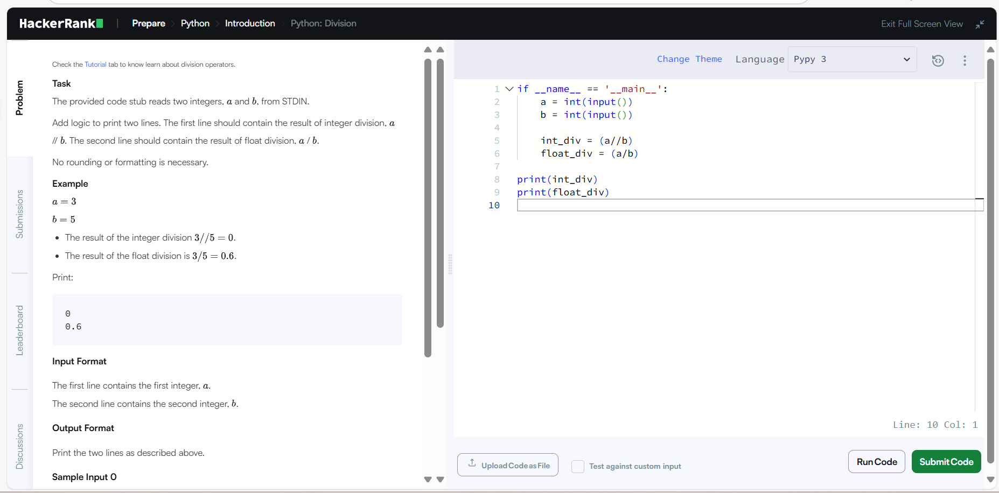 HackerRank | Prepare > Python > Introduction > Python: Division
Exit Full Screen View
Problem
Submissions
Leaderboard
Discussions
Check the Tutorial tab to know learn about division operators.
Task
The provided code stub reads two integers, a and b, from STDIN.
Add logic to print two lines. The first line should contain the result of integer division, a
// b. The second line should contain the result of float division, a / b.
No rounding or formatting is necessary.
Example
a = 3
b = 5
• The result of the integer division 3//5 = 0.
• The result of the float division is 3/5 = 0.6.
Print:
0
0.6
Input Format
The first line contains the first integer, a.
The second line contains the second integer, b.
Output Format
Print the two lines as described above.
Sample Input 0
Change Theme Language Pypy 3
1 if __name__ == '__main__':
2     a = int(input())
3     b = int(input())
4
5     int_div = (a//b)
6     float_div = (a/b)
7
8 print(int_div)
9 print(float_div)
10
Line: 10 Col: 1
Upload Code as File
Test against custom input
Run Code
Submit Code